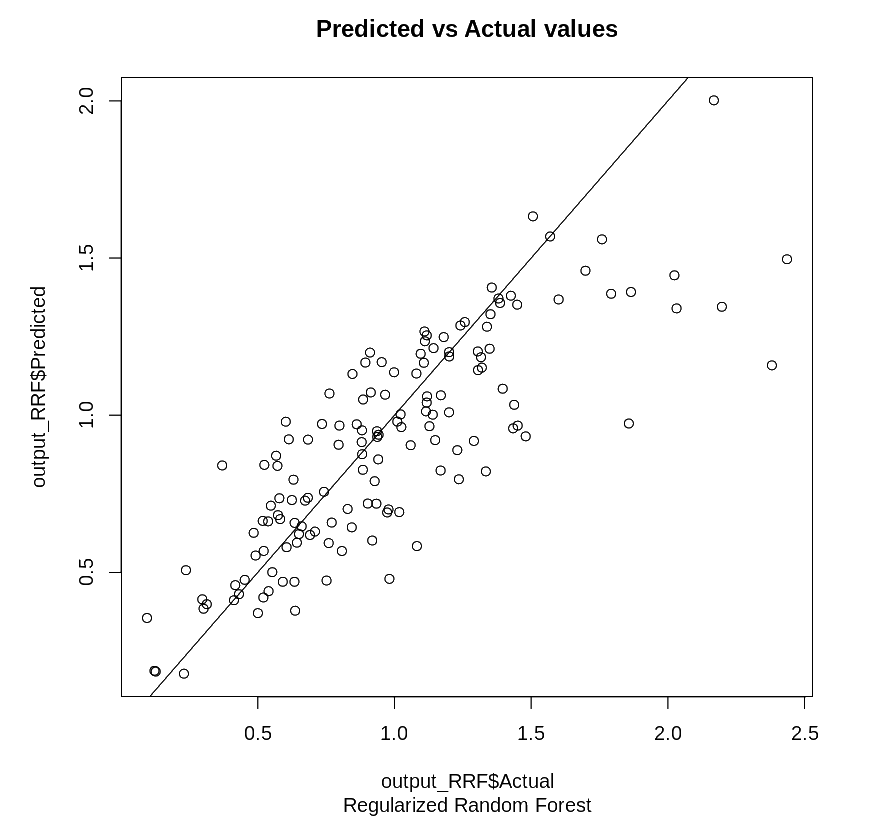 Predicted vs Actual values
output_RRF$Predicted
2.0
1.5
1.0
0.5
0.5 1.0 1.5 2.0 2.5
output_RRF$Actual
Regularized Random Forest